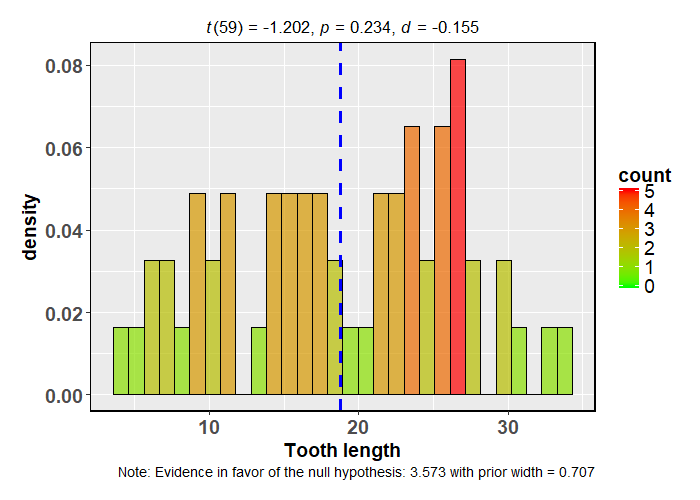 t(59) = -1.202, p = 0.234, d = -0.155
0.08
0.06
0.04
0.02
0.00
density
10 20 30
Tooth length
count
5
4
3
2
1
0
Note: Evidence in favor of the null hypothesis: 3.573 with prior width = 0.707